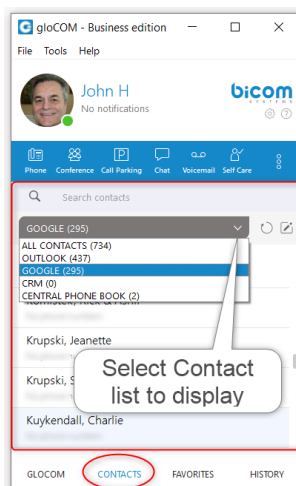 gloCOM - Business edition
File Tools Help
John H
No notifications
bicom
SYSTEMS
Phone Conference Call Parking Chat Voicemail Self Care
Search contacts
GOOGLE (295)
ALL CONTACTS (734)
OUTLOOK (437)
GOOGLE (295)
CRM (0)
CENTRAL PHONE BOOK (2)
Krupski, Jeanette
Krupski, S
Select Contact
list to display
Kuykendall, Charlie
GLOCOM CONTACTS FAVORITES HISTORY